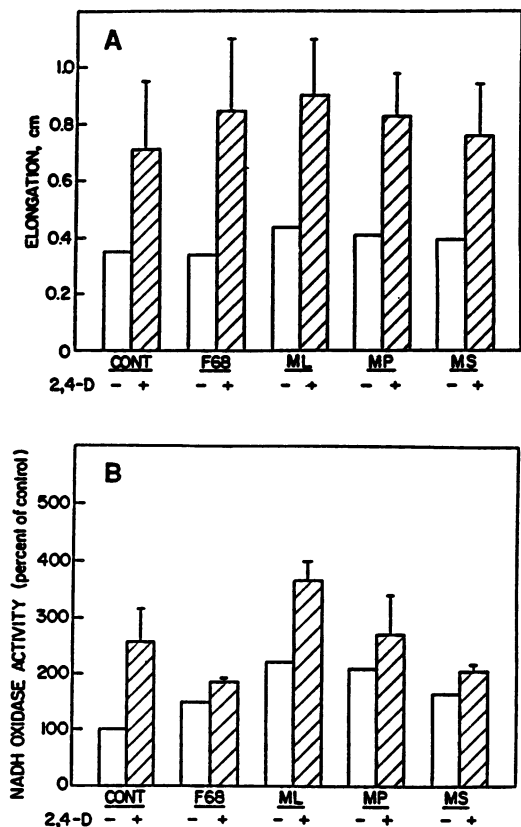 A
ELONGATION, cm
1.0
0.8
0.6
0.4
0.2
0
CONT F68 ML MP MS
2,4-D - + - + - + - + - +
B
NADH OXIDASE ACTIVITY (percent of control)
500
400
300
200
100
0
CONT F68 ML MP MS
2,4-D - + - + - + - + - +